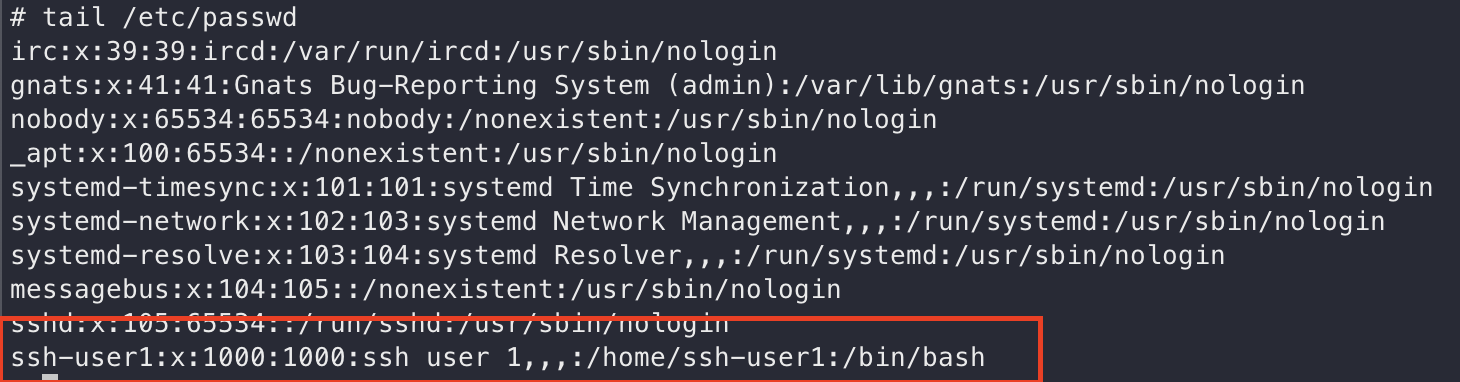 # tail /etc/passwd
irc:x:39:39:ircd:/var/run/ircd:/usr/sbin/nologin
gnats:x:41:41:Gnats Bug-Reporting System (admin):/var/lib/gnats:/usr/sbin/nologin
nobody:x:65534:65534:nobody:/nonexistent:/usr/sbin/nologin
_apt:x:100:65534::/nonexistent:/usr/sbin/nologin
systemd-timesync:x:101:101:systemd Time Synchronization,,,:/run/systemd:/usr/sbin/nologin
systemd-network:x:102:103:systemd Network Management,,,:/run/systemd:/usr/sbin/nologin
systemd-resolve:x:103:104:systemd Resolver,,,:/run/systemd:/usr/sbin/nologin
messagebus:x:104:105::/nonexistent:/usr/sbin/nologin
sshd:x:105:65534::/run/sshd:/usr/sbin/nologin
ssh-user1:x:1000:1000:ssh user 1,,,:/home/ssh-user1:/bin/bash